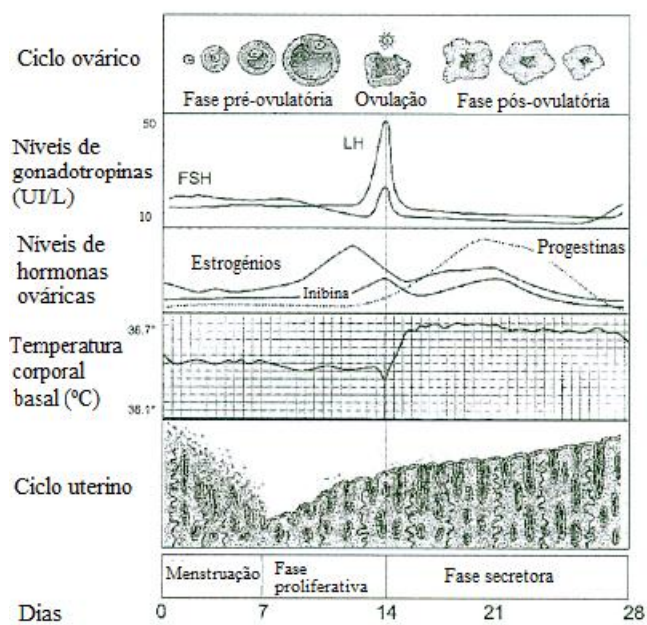 Ciclo ovárico
Fase pré-ovulatória
Ovulação
Fase pós-ovulatória
Níveis de
gonadotropinas
(UI/L)
50
10
FSH
LH
Níveis de
hormonas
ováricas
Estrogénios
Inibina
Progestinas
Temperatura
corporal
basal (ºC)
36.7°
36.1°
Ciclo uterino
Menstruação
Fase
proliferativa
Fase secretora
Dias
0 7 14 21 28